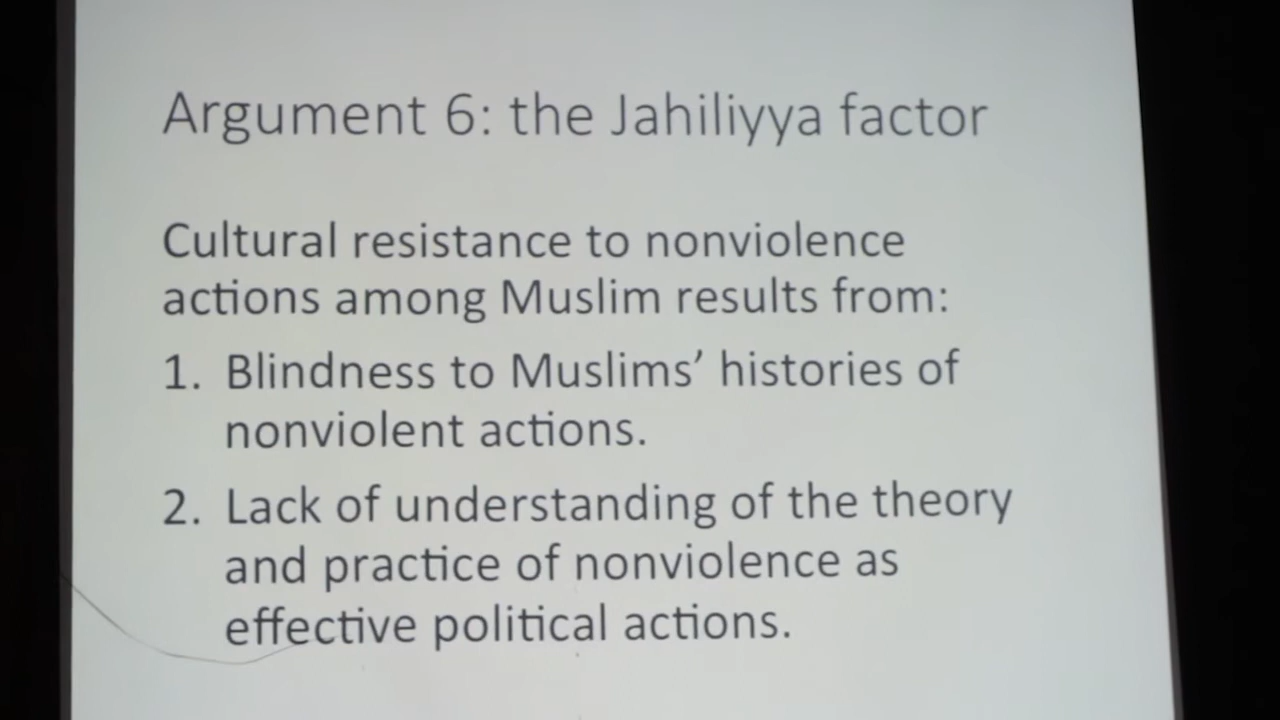 Argument 6: the Jahiliyya factor
Cultural resistance to nonviolence
actions among Muslim results from:
1. Blindness to Muslims’ histories of
nonviolent actions.
2. Lack of understanding of the theory
and practice of nonviolence as
effective political actions.